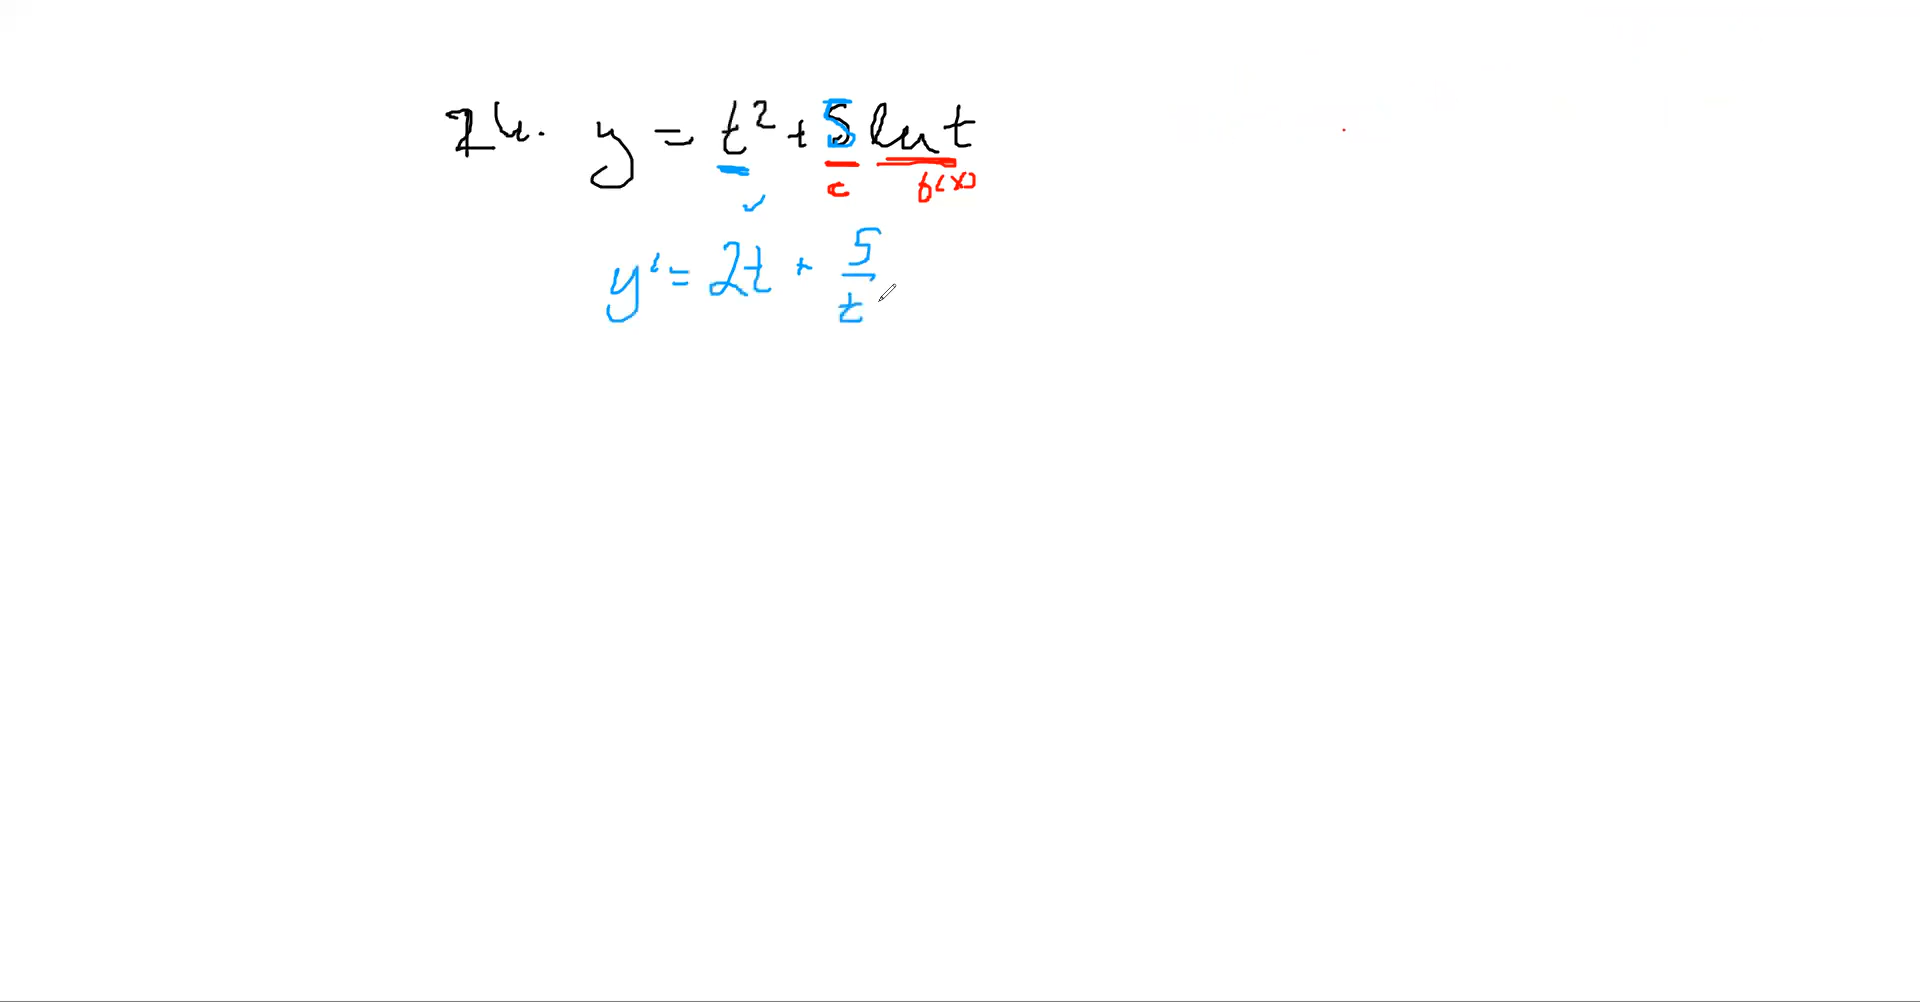 24. y = t² + 5 ln t
c f(x)
y' = 2t + 5/t